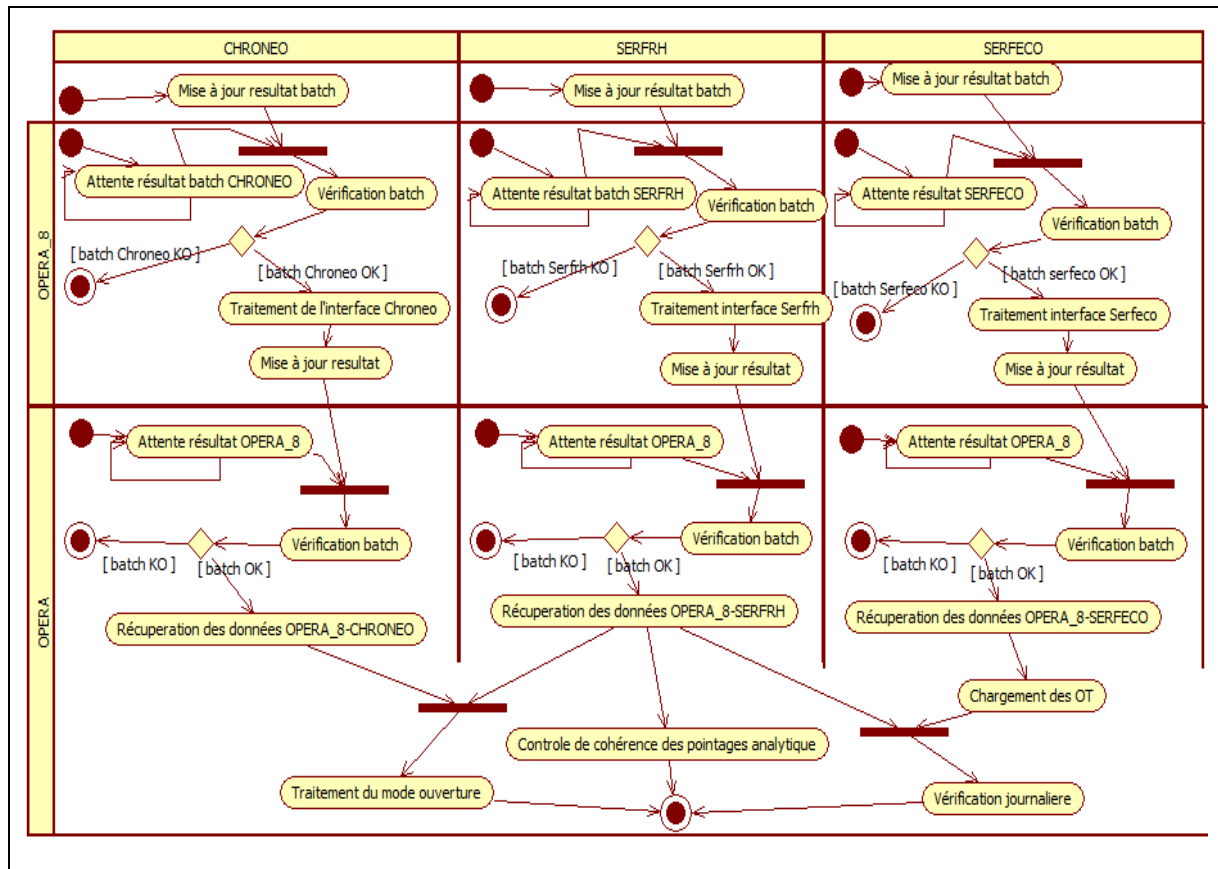 CHRONEO
SERFRH
SERFECO
Mise à jour resultat batch
Mise à jour résultat batch
Mise à jour résultat batch
OPERA_8
Attente résultat batch CHRONEO
Vérification batch
Attente résultat batch SERFRH
Vérification batch
Attente résultat SERFECO
Vérification batch
[ batch Chroneo KO ]
[ batch Chroneo OK ]
[ batch Serfrh KO ]
[ batch Serfrh OK ]
[ batch Serfeco KO ]
[ batch serfeco OK ]
Traitement de l'interface Chroneo
Traitement interface Serfrh
Traitement interface Serfeco
Mise à jour resultat
Mise à jour résultat
Mise à jour résultat
OPERA
Attente résultat OPERA_8
Attente résultat OPERA_8
Attente résultat OPERA_8
Vérification batch
Vérification batch
Vérification batch
[ batch KO ]
[ batch OK ]
[ batch KO ]
[ batch OK ]
[ batch KO ]
[ batch OK ]
Récuperation des données OPERA_8-CHRONEO
Récuperation des données OPERA_8-SERFRH
Récuperation des données OPERA_8-SERFECO
Chargement des OT
Controle de cohérence des pointages analytique
Traitement du mode ouverture
Vérification journaliere